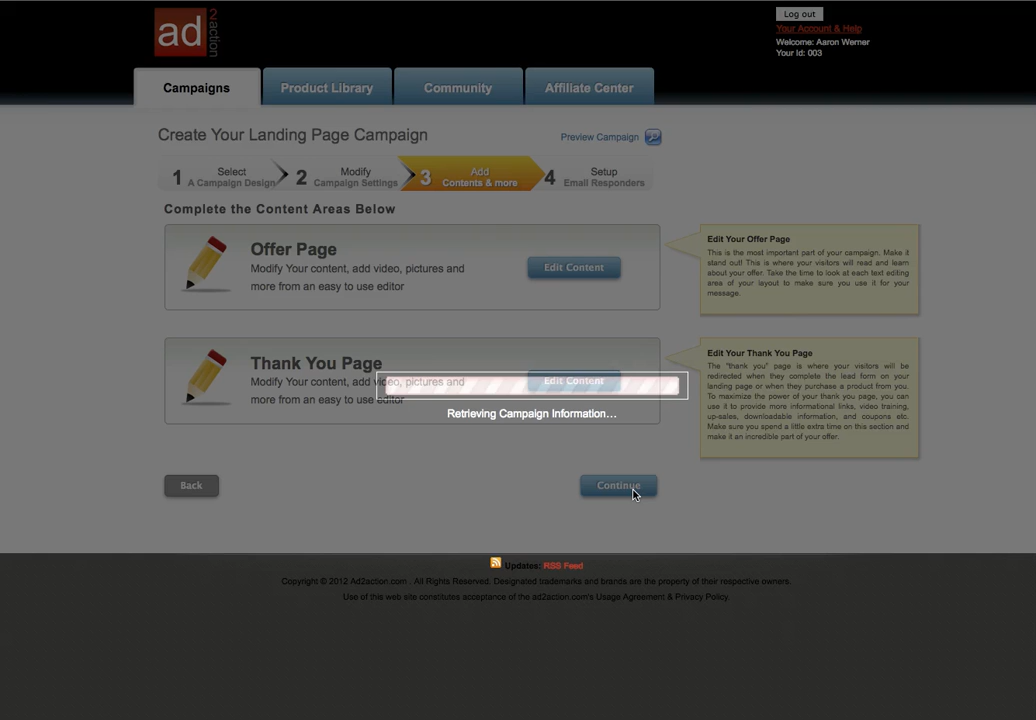 ad
2action
Log out
Your Account & Help
Welcome: Aaron Werner
Your Id: 003
Campaigns
Product Library
Community
Affiliate Center
Create Your Landing Page Campaign
Preview Campaign
1 Select
A Campaign Design
2 Modify
Campaign Settings
3 Add
Contents & more
4 Setup
Email Responders
Complete the Content Areas Below
Offer Page
Modify Your content, add video, pictures and
more from an easy to use editor
Edit Content
Edit Your Offer Page
This is the most important part of your campaign. Make it
stand out! This is where your visitors will read and learn
about your offer. Take the time to look at each text editing
area of your layout to make sure you use it for your
message.
Thank You Page
Modify Your content, add video, pictures and
more from an easy to use editor
Edit Content
Retrieving Campaign Information...
Edit Your Thank You Page
The "thank you" page is where your visitors will be
redirected when they complete the lead form on your
landing page or when they purchase a product from you.
To maximize the power of your thank you page, you can
use it to provide more informational links, video training,
up-sales, downloadable information, and coupons etc.
Make sure you spend a little extra time on this section and
make it an incredible part of your offer.
Back
Continue
Updates: RSS Feed
Copyright © 2012 Ad2action.com . All Rights Reserved. Designated trademarks and brands are the property of their respective owners.
Use of this web site constitutes acceptance of the ad2action.com's Usage Agreement & Privacy Policy.